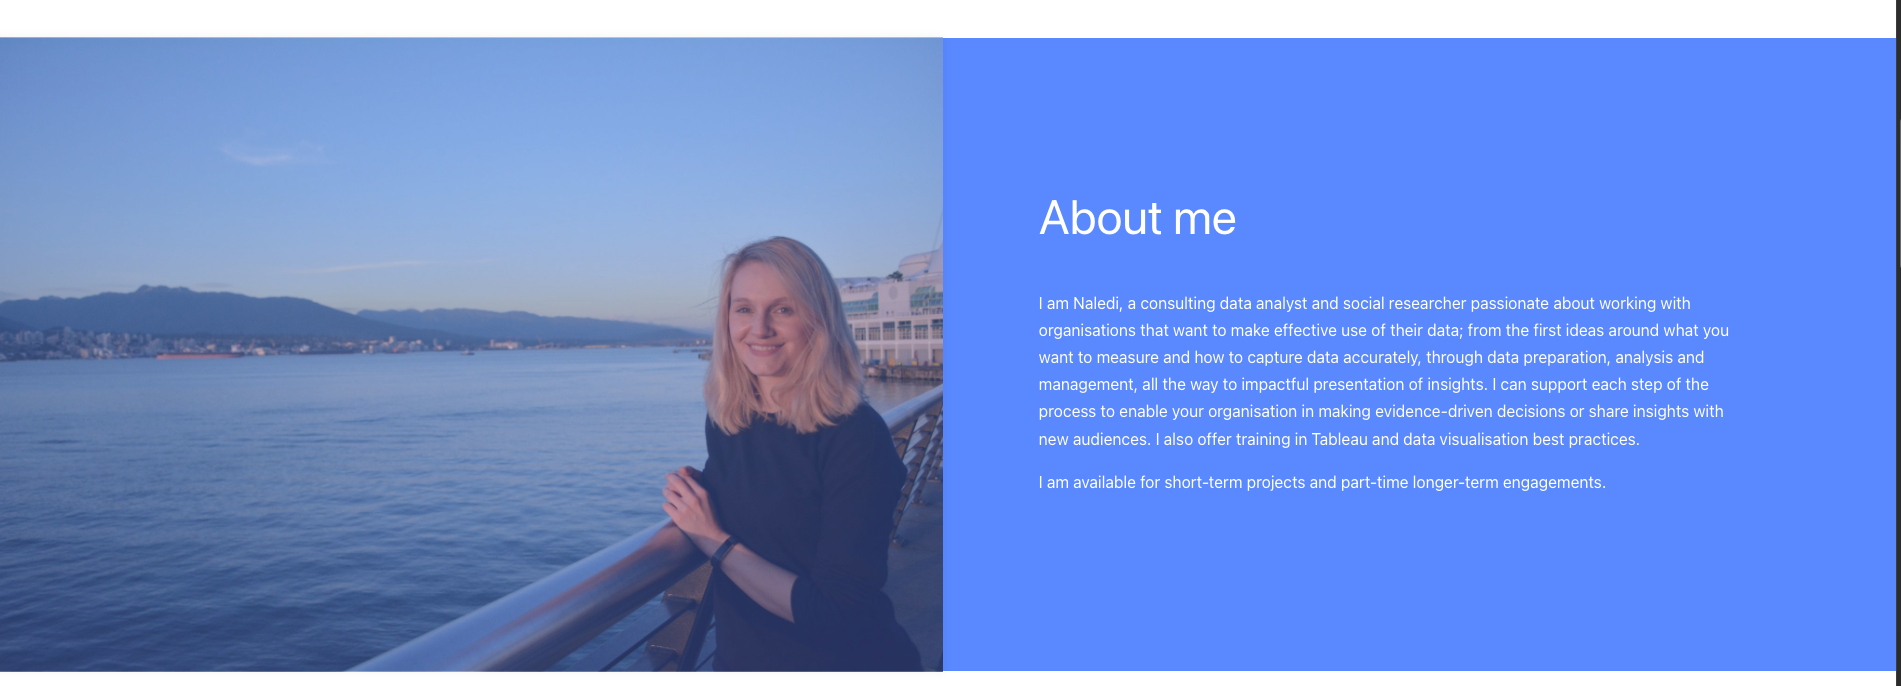 About me
I am Naledi, a consulting data analyst and social researcher passionate about working with
organisations that want to make effective use of their data; from the first ideas around what you
want to measure and how to capture data accurately, through data preparation, analysis and
management, all the way to impactful presentation of insights. I can support each step of the
process to enable your organisation in making evidence-driven decisions or share insights with
new audiences. I also offer training in Tableau and data visualisation best practices.
I am available for short-term projects and part-time longer-term engagements.